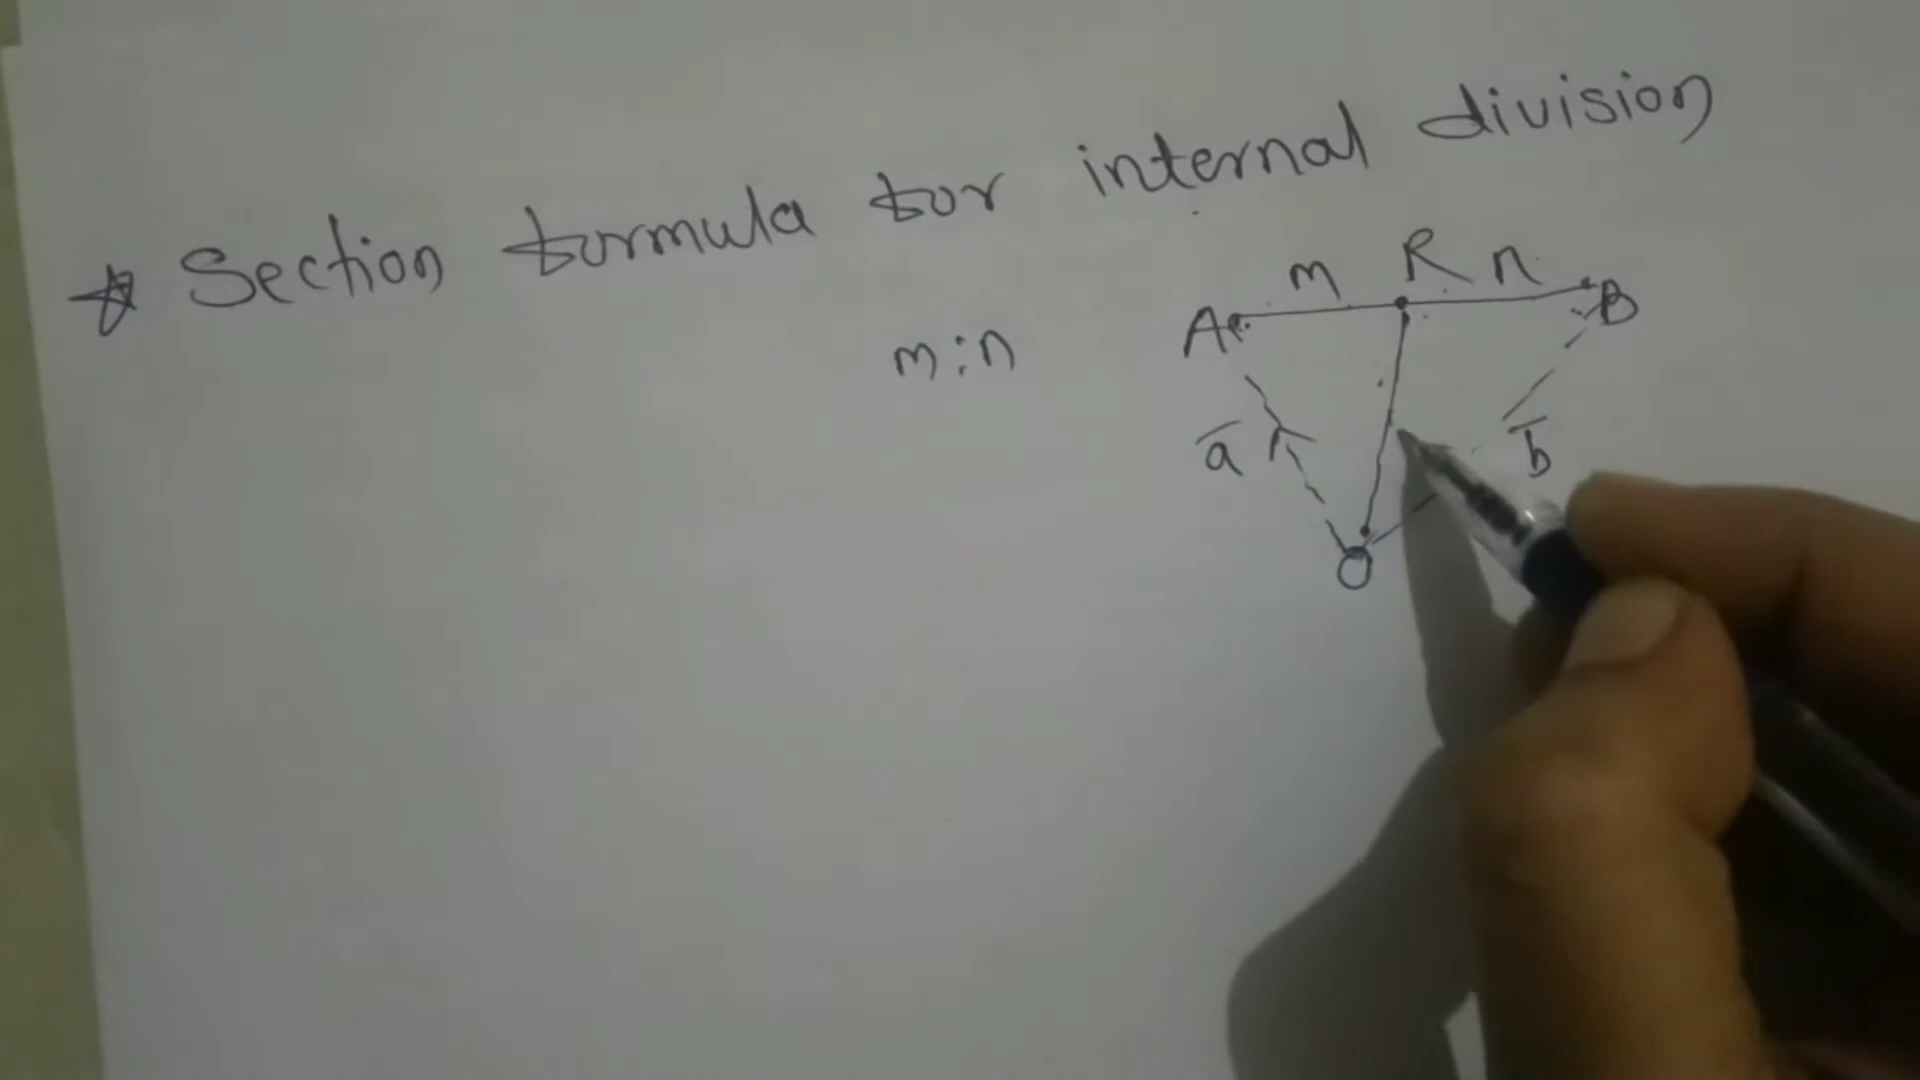 ☆ Section formula for internal division
m:n
m R n
A B
a̅ b̅
O